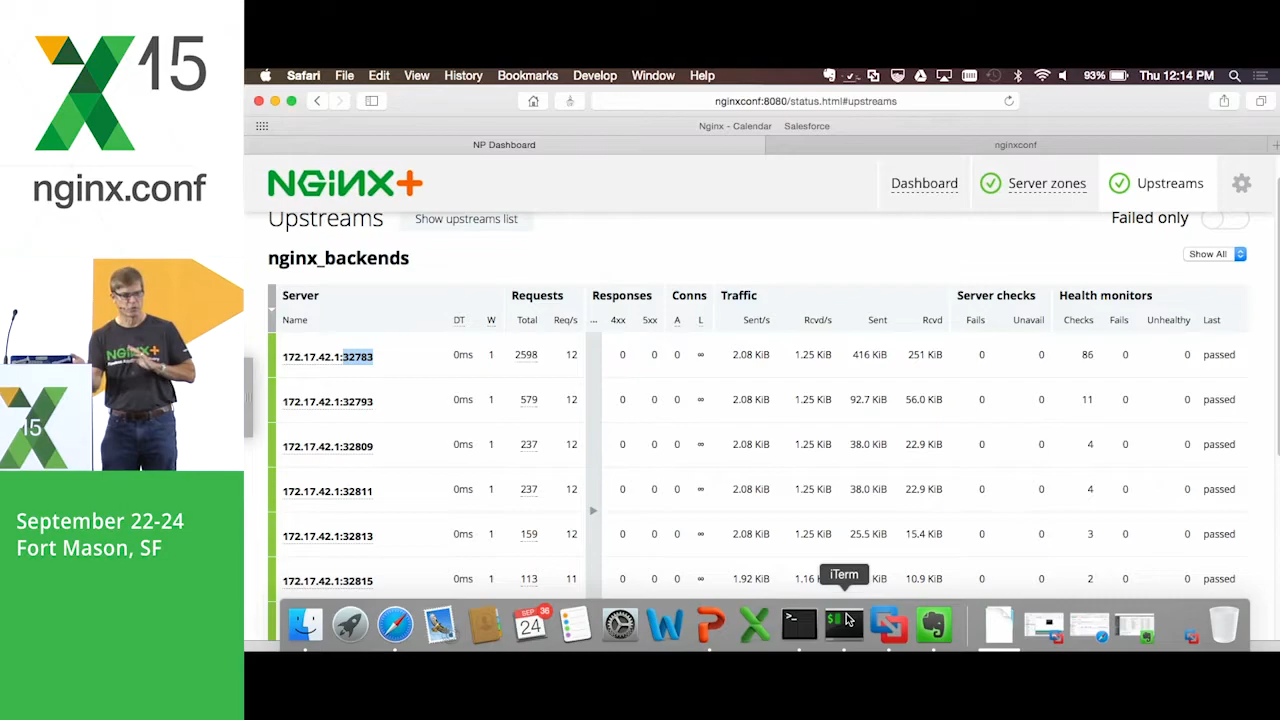 15
nginx.conf
NGiNX+
15
September 22-24
Fort Mason, SF
Safari File Edit View History Bookmarks Develop Window Help 93% Thu 12:14 PM
nginxconf:8080/status.html#upstreams
Nginx - Calendar Salesforce
NP Dashboard nginxconf
NGiNX+ Dashboard Server zones Upstreams
Upstreams Show upstreams list Failed only
nginx_backends Show All
Server Requests Responses Conns Traffic Server checks Health monitors
Name DT W Total Req/s ... 4xx 5xx A L Sent/s Rcvd/s Sent Rcvd Fails Unavail Checks Fails Unhealthy Last
172.17.42.1:32783 0ms 1 2598 12 0 0 0 ∞ 2.08 KiB 1.25 KiB 416 KiB 251 KiB 0 0 86 0 0 passed
172.17.42.1:32793 0ms 1 579 12 0 0 0 ∞ 2.08 KiB 1.25 KiB 92.7 KiB 56.0 KiB 0 0 11 0 0 passed
172.17.42.1:32809 0ms 1 237 12 0 0 0 ∞ 2.08 KiB 1.25 KiB 38.0 KiB 22.9 KiB 0 0 4 0 0 passed
172.17.42.1:32811 0ms 1 237 12 0 0 0 ∞ 2.08 KiB 1.25 KiB 38.0 KiB 22.9 KiB 0 0 4 0 0 passed
172.17.42.1:32813 0ms 1 159 12 0 0 0 ∞ 2.08 KiB 1.25 KiB 25.5 KiB 15.4 KiB 0 0 3 0 0 passed
172.17.42.1:32815 0ms 1 113 11 0 0 0 ∞ 1.92 KiB 1.16 KiB 10.9 KiB 0 0 2 0 0 passed
iTerm
SEP 36
24